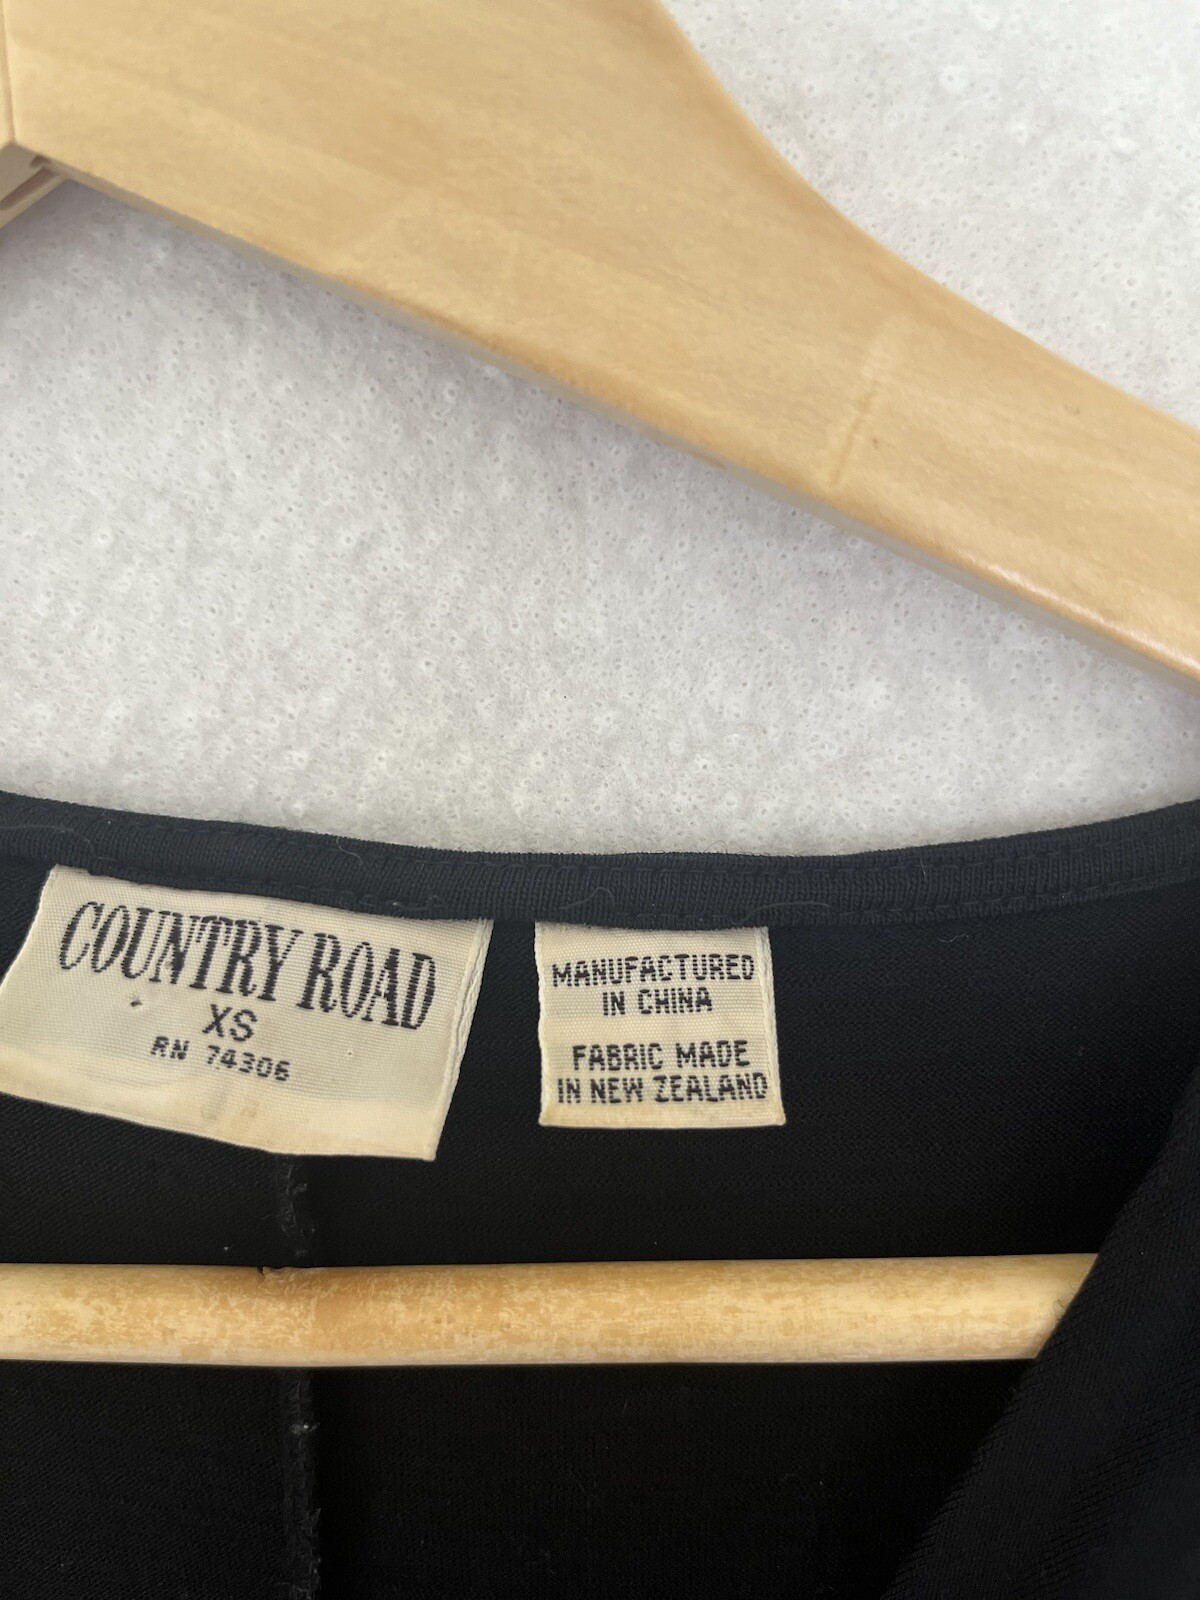 COUNTRY ROAD
XS
RN 74306
MANUFACTURED
IN CHINA
FABRIC MADE
IN NEW ZEALAND